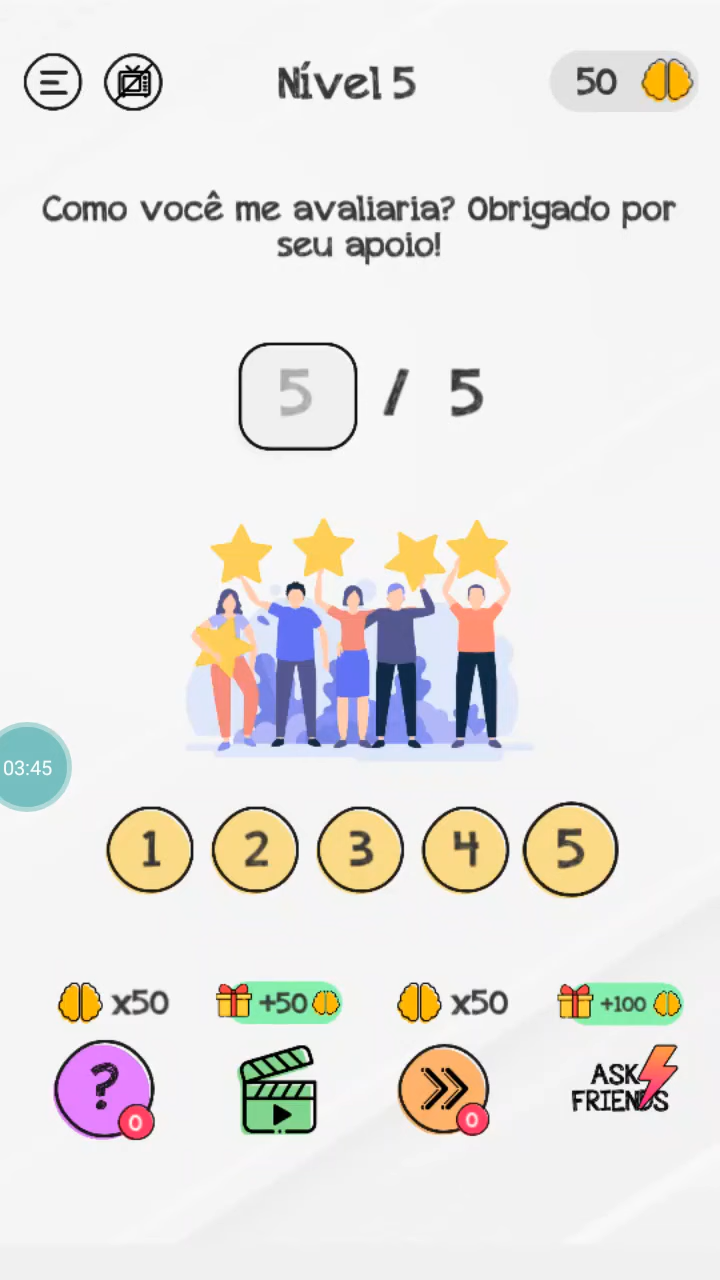 Nível 5
50
Como você me avaliaria? Obrigado por
seu apoio!
5 / 5
03:45
1 2 3 4 5
x50 +50 x50 +100
? 0 0 ASK
FRIENDS